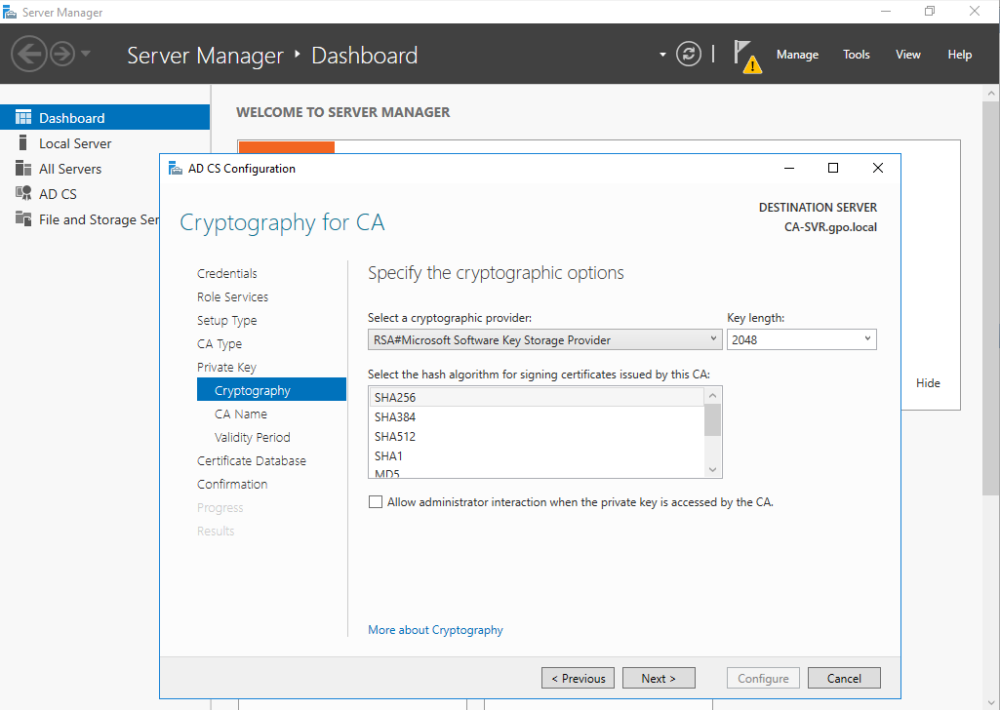 Server Manager
Server Manager ‣ Dashboard
Manage Tools View Help
Dashboard
Local Server
All Servers
AD CS
File and Storage Ser
WELCOME TO SERVER MANAGER
Hide
AD CS Configuration
Cryptography for CA
DESTINATION SERVER
CA-SVR.gpo.local
Credentials
Role Services
Setup Type
CA Type
Private Key
Cryptography
CA Name
Validity Period
Certificate Database
Confirmation
Progress
Results
Specify the cryptographic options
Select a cryptographic provider: Key length:
RSA#Microsoft Software Key Storage Provider 2048
Select the hash algorithm for signing certificates issued by this CA:
SHA256
SHA384
SHA512
SHA1
MD5
Allow administrator interaction when the private key is accessed by the CA.
More about Cryptography
< Previous Next > Configure Cancel